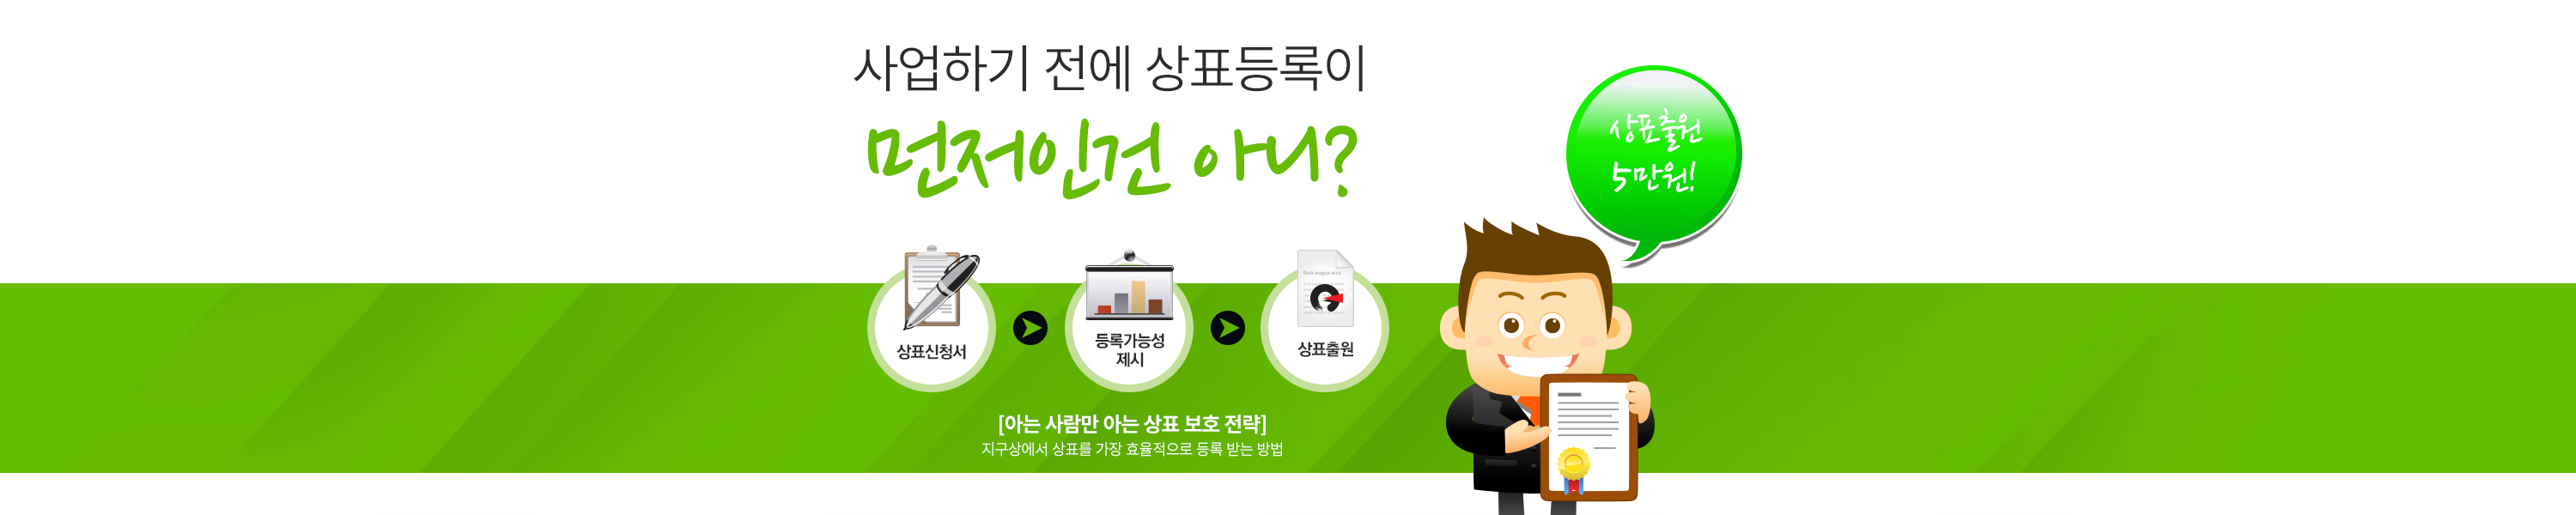 사업하기 전에 상표등록이
먼저인건 아니?
상표출원
5만원!
상표신청서
등록가능성
제시
상표출원
[아는 사람만 아는 상표 보호 전략]
지구상에서 상표를 가장 효율적으로 등록 받는 방법